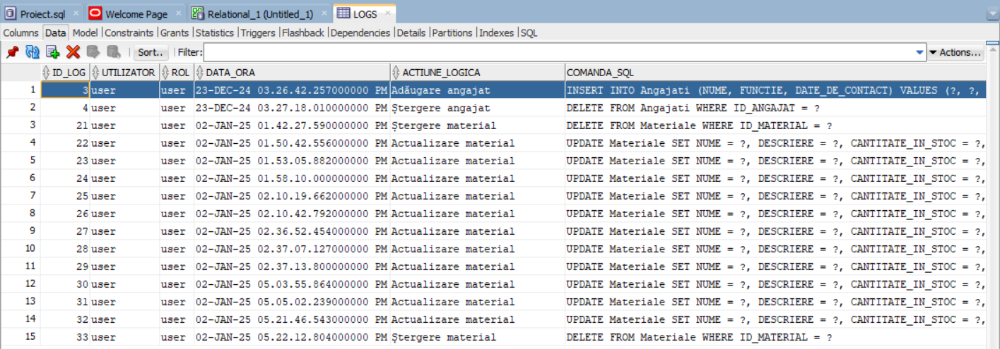 Proiect.sql Welcome Page Relational_1 (Untitled_1) LOGS
Columns Data Model |Constraints |Grants |Statistics |Triggers |Flashback |Dependencies |Details |Partitions |Indexes |SQL
Sort.. Filter: Actions...
ID_LOG UTILIZATOR ROL DATA_ORA ACTIUNE_LOGICA COMANDA_SQL
1 3 user user 23-DEC-24 03.26.42.257000000 PM Adăugare angajat INSERT INTO Angajati (NUME, FUNCTIE, DATE_DE_CONTACT) VALUES (?, ?,
2 4 user user 23-DEC-24 03.27.18.010000000 PM Ștergere angajat DELETE FROM Angajati WHERE ID_ANGAJAT = ?
3 21 user user 02-JAN-25 01.42.27.590000000 PM Ștergere material DELETE FROM Materiale WHERE ID_MATERIAL = ?
4 22 user user 02-JAN-25 01.50.42.556000000 PM Actualizare material UPDATE Materiale SET NUME = ?, DESCRIERE = ?, CANTITATE_IN_STOC = ?,
5 23 user user 02-JAN-25 01.53.05.882000000 PM Actualizare material UPDATE Materiale SET NUME = ?, DESCRIERE = ?, CANTITATE_IN_STOC = ?,
6 24 user user 02-JAN-25 01.58.10.000000000 PM Actualizare material UPDATE Materiale SET NUME = ?, DESCRIERE = ?, CANTITATE_IN_STOC = ?,
7 25 user user 02-JAN-25 02.10.19.662000000 PM Actualizare material UPDATE Materiale SET NUME = ?, DESCRIERE = ?, CANTITATE_IN_STOC = ?,
8 26 user user 02-JAN-25 02.10.42.792000000 PM Actualizare material UPDATE Materiale SET NUME = ?, DESCRIERE = ?, CANTITATE_IN_STOC = ?,
9 27 user user 02-JAN-25 02.36.52.454000000 PM Actualizare material UPDATE Materiale SET NUME = ?, DESCRIERE = ?, CANTITATE_IN_STOC = ?,
10 28 user user 02-JAN-25 02.37.07.127000000 PM Actualizare material UPDATE Materiale SET NUME = ?, DESCRIERE = ?, CANTITATE_IN_STOC = ?,
11 29 user user 02-JAN-25 02.37.13.800000000 PM Actualizare material UPDATE Materiale SET NUME = ?, DESCRIERE = ?, CANTITATE_IN_STOC = ?,
12 30 user user 02-JAN-25 05.03.55.864000000 PM Actualizare material UPDATE Materiale SET NUME = ?, DESCRIERE = ?, CANTITATE_IN_STOC = ?,
13 31 user user 02-JAN-25 05.05.02.239000000 PM Actualizare material UPDATE Materiale SET NUME = ?, DESCRIERE = ?, CANTITATE_IN_STOC = ?,
14 32 user user 02-JAN-25 05.21.46.543000000 PM Actualizare material UPDATE Materiale SET NUME = ?, DESCRIERE = ?, CANTITATE_IN_STOC = ?,
15 33 user user 02-JAN-25 05.22.12.804000000 PM Ștergere material DELETE FROM Materiale WHERE ID_MATERIAL = ?